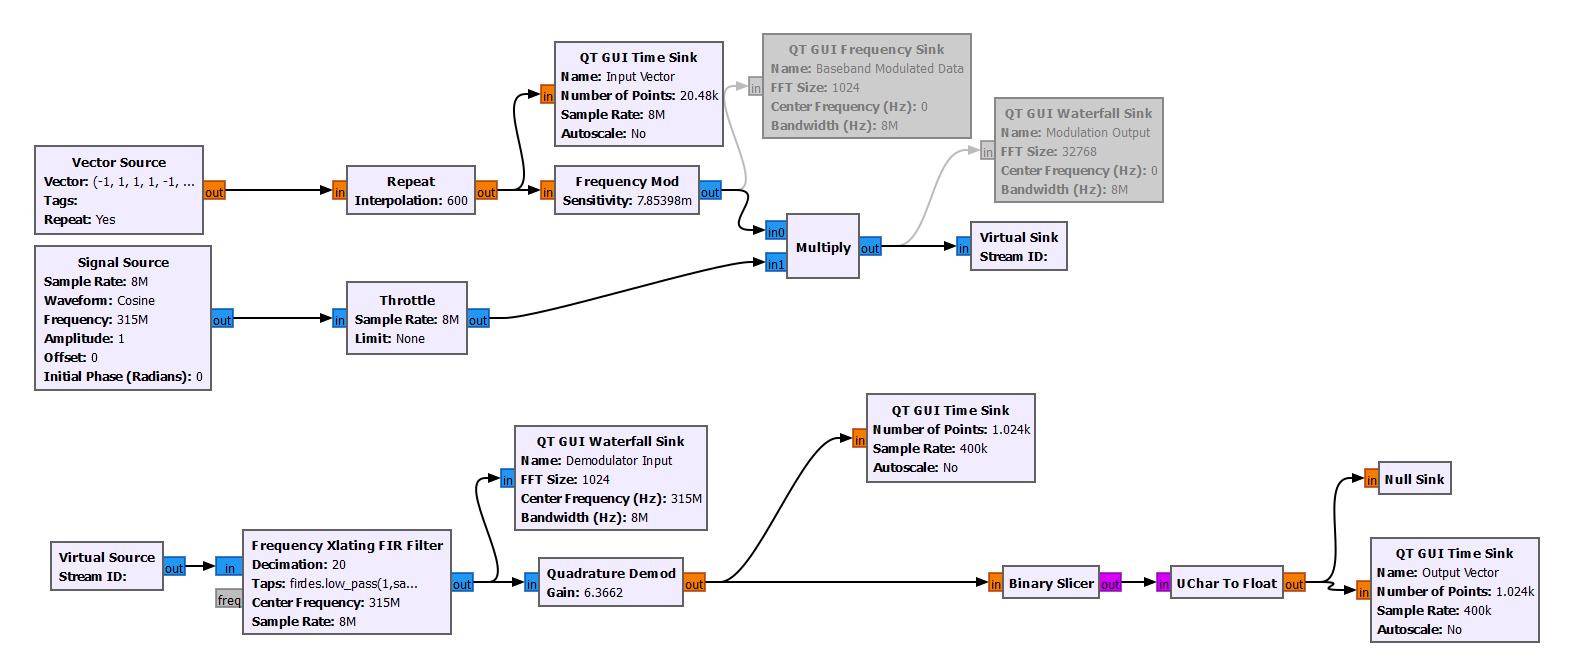 QT GUI Time Sink
Name: Input Vector
Number of Points: 20.48k
Sample Rate: 8M
Autoscale: No
in
QT GUI Frequency Sink
Name: Baseband Modulated Data
FFT Size: 1024
Center Frequency (Hz): 0
Bandwidth (Hz): 8M
in
QT GUI Waterfall Sink
Name: Modulation Output
FFT Size: 32768
Center Frequency (Hz): 0
Bandwidth (Hz): 8M
in
Vector Source
Vector: (-1, 1, 1, 1, -1, ...
Tags:
Repeat: Yes
out
in
Repeat
Interpolation: 600
out
in
Frequency Mod
Sensitivity: 7.85398m
out
in0
in1
Multiply
out
in
Virtual Sink
Stream ID:
Signal Source
Sample Rate: 8M
Waveform: Cosine
Frequency: 315M
Amplitude: 1
Offset: 0
Initial Phase (Radians): 0
out
in
Throttle
Sample Rate: 8M
Limit: None
out
QT GUI Time Sink
Number of Points: 1.024k
Sample Rate: 400k
Autoscale: No
in
QT GUI Waterfall Sink
Name: Demodulator Input
FFT Size: 1024
Center Frequency (Hz): 315M
Bandwidth (Hz): 8M
in
in
Null Sink
Virtual Source
Stream ID:
out
in
freq
Frequency Xlating FIR Filter
Decimation: 20
Taps: firdes.low_pass(1,sa...
Center Frequency: 315M
Sample Rate: 8M
out
in
Quadrature Demod
Gain: 6.3662
out
in
Binary Slicer
out
in
UChar To Float
out
in
QT GUI Time Sink
Name: Output Vector
Number of Points: 1.024k
Sample Rate: 400k
Autoscale: No